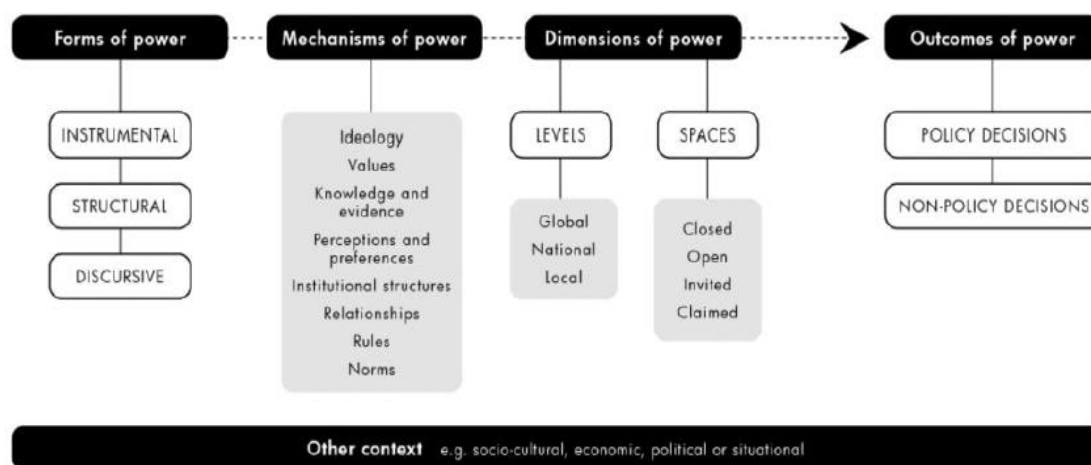 Forms of power
Mechanisms of power
Dimensions of power
Outcomes of power
INSTRUMENTAL
STRUCTURAL
DISCURSIVE
Ideology
Values
Knowledge and
evidence
Perceptions and
preferences
Institutional structures
Relationships
Rules
Norms
LEVELS
Global
National
Local
SPACES
Closed
Open
Invited
Claimed
POLICY DECISIONS
NON-POLICY DECISIONS
Other context e.g. socio-cultural, economic, political or situational